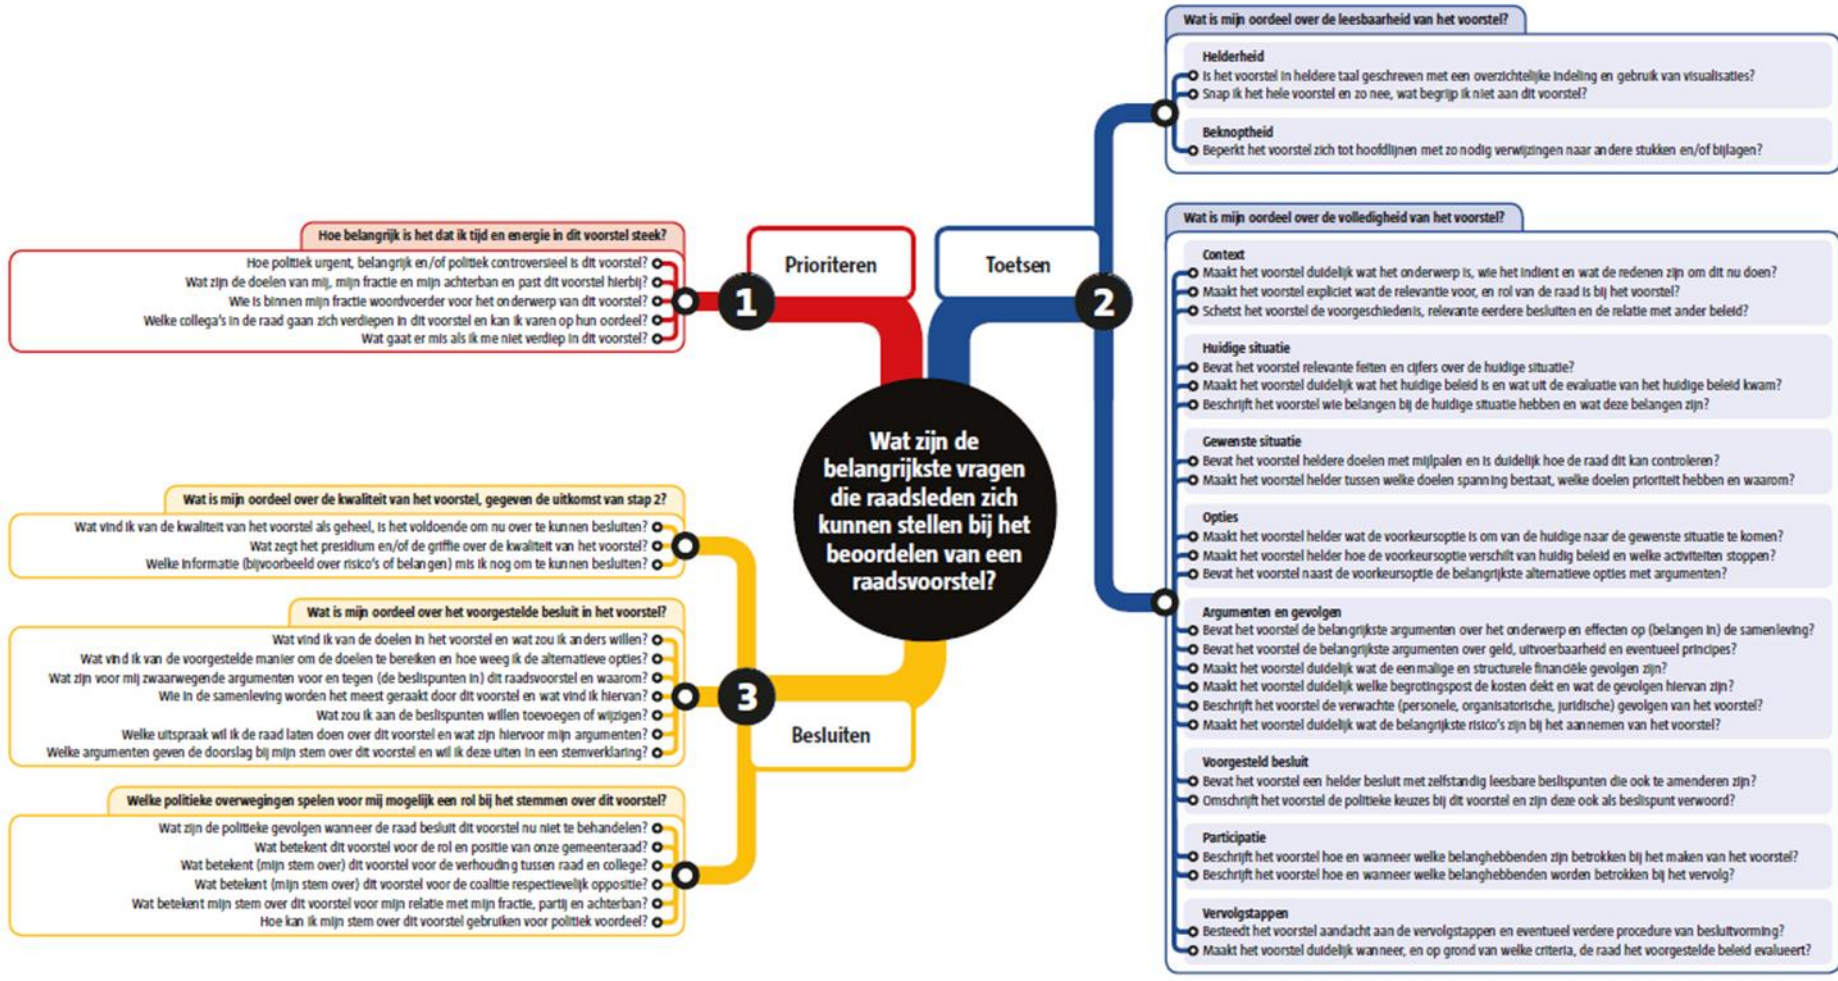 Wat zijn de
belangrijkste vragen
die raadsleden zich
kunnen stellen bij het
beoordelen van een
raadsvoorstel?
1
Prioriteren
Hoe belangrijk is het dat ik tijd en energie in dit voorstel steek?
Hoe politiek urgent, belangrijk en/of politiek controversieel is dit voorstel?
Wat zijn de doelen van mij, mijn fractie en mijn achterban en past dit voorstel hierbij?
Wie is binnen mijn fractie woordvoerder voor het onderwerp van dit voorstel?
Welke collega's in de raad gaan zich verdiepen in dit voorstel en kan ik varen op hun oordeel?
Wat gaat er mis als ik me niet verdiep in dit voorstel?
Toetsen
2
Wat is mijn oordeel over de leesbaarheid van het voorstel?
Helderheid
Is het voorstel in heldere taal geschreven met een overzichtelijke indeling en gebruik van visualisaties?
Snap ik het hele voorstel en zo nee, wat begrijp ik niet aan dit voorstel?
Beknoptheid
Beperkt het voorstel zich tot hoofdlijnen met zo nodig verwijzingen naar andere stukken en/of bijlagen?
Wat is mijn oordeel over de volledigheid van het voorstel?
Context
Maakt het voorstel duidelijk wat het onderwerp is, wie het indient en wat de redenen zijn om dit nu doen?
Maakt het voorstel expliciet wat de relevantie voor, en rol van de raad is bij het voorstel?
Schetst het voorstel de voorgeschiedenis, relevante eerdere besluiten en de relatie met ander beleid?
Huidige situatie
Bevat het voorstel relevante feiten en cijfers over de huidige situatie?
Maakt het voorstel duidelijk wat het huidige beleid is en wat uit de evaluatie van het huidige beleid kwam?
Beschrijft het voorstel wie belangen bij de huidige situatie hebben en wat deze belangen zijn?
Gewenste situatie
Bevat het voorstel heldere doelen met mijlpalen en is duidelijk hoe de raad dit kan controleren?
Maakt het voorstel helder tussen welke doelen spanning bestaat, welke doelen prioriteit hebben en waarom?
Opties
Maakt het voorstel helder wat de voorkeursoptie is om van de huidige naar de gewenste situatie te komen?
Maakt het voorstel helder hoe de voorkeursoptie verschilt van huidig beleid en welke activiteiten stoppen?
Bevat het voorstel naast de voorkeursoptie de belangrijkste alternatieve opties met argumenten?
Argumenten en gevolgen
Bevat het voorstel de belangrijkste argumenten over het onderwerp en effecten op (belangen in) de samenleving?
Bevat het voorstel de belangrijkste argumenten over geld, uitvoerbaarheid en eventueel principes?
Maakt het voorstel duidelijk wat de eenmalige en structurele financiële gevolgen zijn?
Maakt het voorstel duidelijk welke begrotingspost de kosten dekt en wat de gevolgen hiervan zijn?
Beschrijft het voorstel de verwachte (personele, organisatorische, juridische) gevolgen van het voorstel?
Maakt het voorstel duidelijk wat de belangrijkste risico's zijn bij het aannemen van het voorstel?
Voorgesteld besluit
Bevat het voorstel een helder besluit met zelfstandig leesbare beslispunten die ook te amenderen zijn?
Omschrijft het voorstel de politieke keuzes bij dit voorstel en zijn deze ook als beslispunt verwoord?
Participatie
Beschrijft het voorstel hoe en wanneer welke belanghebbenden zijn betrokken bij het maken van het voorstel?
Beschrijft het voorstel hoe en wanneer welke belanghebbenden worden betrokken bij het vervolg?
Vervolgstappen
Besteedt het voorstel aandacht aan de vervolgstappen en eventueel verdere procedure van besluitvorming?
Maakt het voorstel duidelijk wanneer, en op grond van welke criteria, de raad het voorgestelde beleid evalueert?
3
Besluiten
Wat is mijn oordeel over de kwaliteit van het voorstel, gegeven de uitkomst van stap 2?
Wat vind ik van de kwaliteit van het voorstel als geheel, is het voldoende om nu over te kunnen besluiten?
Wat zegt het presidium en/of de griffie over de kwaliteit van het voorstel?
Welke informatie (bijvoorbeeld over risico's of belangen) mis ik nog om te kunnen besluiten?
Wat is mijn oordeel over het voorgestelde besluit in het voorstel?
Wat vind ik van de doelen in het voorstel en wat zou ik anders willen?
Wat vind ik van de voorgestelde manier om de doelen te bereiken en hoe weeg ik de alternatieve opties?
Wat zijn voor mij zwaarwegende argumenten voor en tegen (de beslispunten in) dit raadsvoorstel en waarom?
Wie in de samenleving worden het meest geraakt door dit voorstel en wat vind ik hiervan?
Wat zou ik aan de beslispunten willen toevoegen of wijzigen?
Welke uitspraak wil ik de raad laten doen over dit voorstel en wat zijn hiervoor mijn argumenten?
Welke argumenten geven de doorslag bij mijn stem over dit voorstel en wil ik deze uiten in een stemverklaring?
Welke politieke overwegingen spelen voor mij mogelijk een rol bij het stemmen over dit voorstel?
Wat zijn de politieke gevolgen wanneer de raad besluit dit voorstel nu niet te behandelen?
Wat betekent dit voorstel voor de rol en positie van onze gemeenteraad?
Wat betekent (mijn stem over) dit voorstel voor de verhouding tussen raad en college?
Wat betekent (mijn stem over) dit voorstel voor de coalitie respectievelijk oppositie?
Wat betekent mijn stem over dit voorstel voor mijn relatie met mijn fractie, partij en achterban?
Hoe kan ik mijn stem over dit voorstel gebruiken voor politiek voordeel?